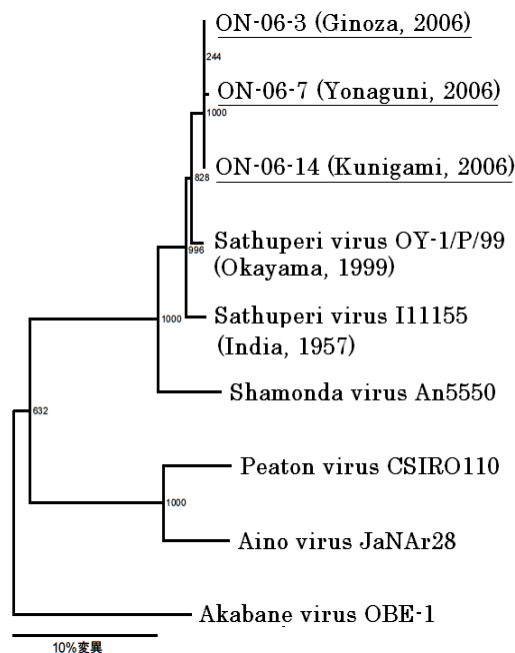 ON-06-3 (Ginoza, 2006)
244
ON-06-7 (Yonaguni, 2006)
1000
ON-06-14 (Kunigami, 2006)
828
Sathuperi virus OY-1/P/99
996
(Okayama, 1999)
Sathuperi virus I11155
1000
(India, 1957)
Shamonda virus An5550
632
Peaton virus CSIRO110
1000
Aino virus JaNAr28
Akabane virus OBE-1
10%変異